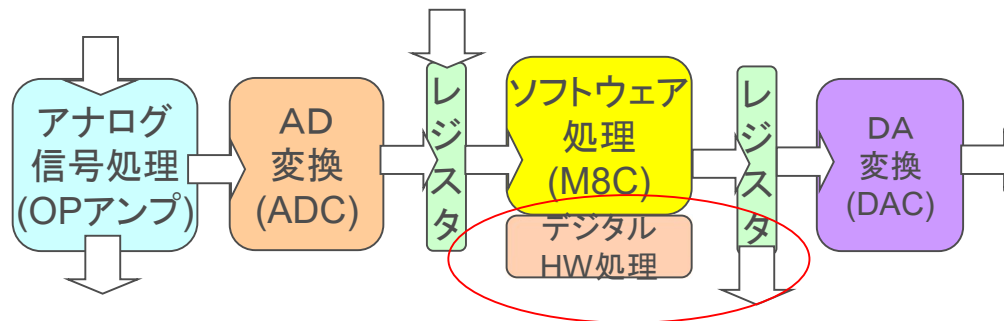 アナログ
信号処理
(OPアンプ)
AD
変換
(ADC)
レジスタ
ソフトウェア
処理
(M8C)
デジタル
HW処理
レジスタ
DA
変換
(DAC)